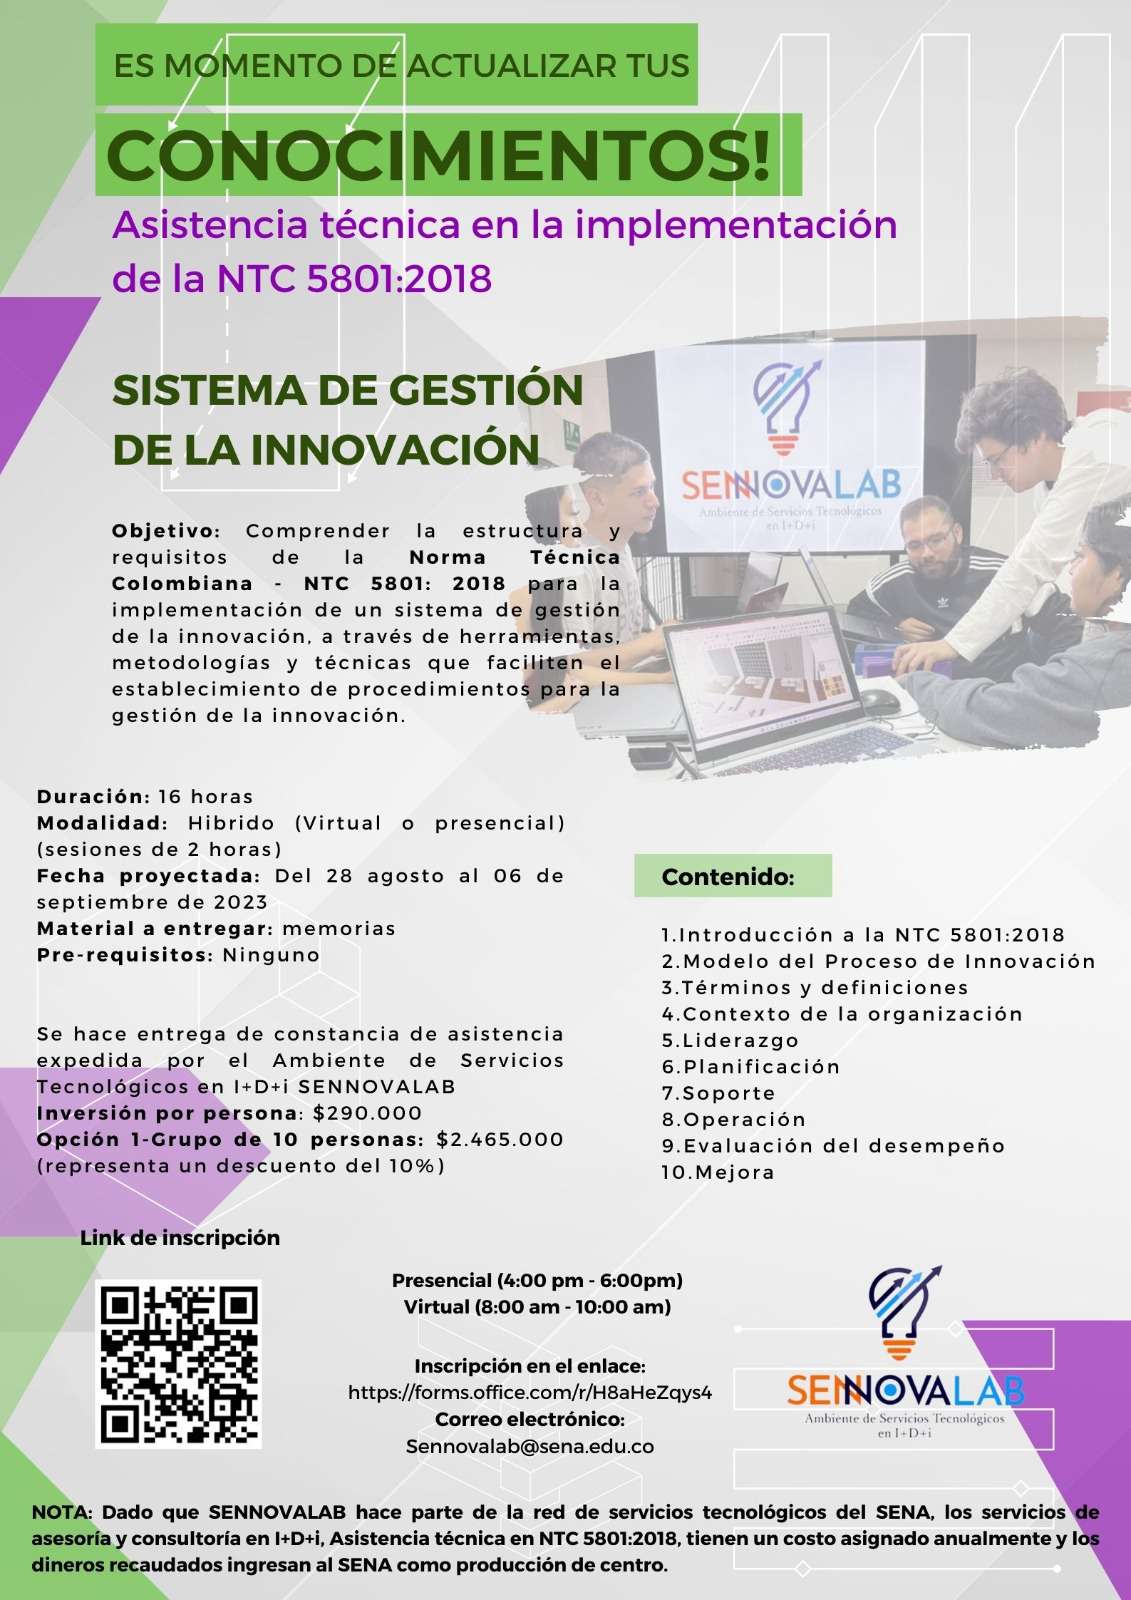 ES MOMENTO DE ACTUALIZAR TUS
CONOCIMIENTOS!
Asistencia técnica en la implementación
de la NTC 5801:2018
SISTEMA DE GESTIÓN
DE LA INNOVACIÓN
SENNOVALAB
Ambiente de Servicios Tecnológicos
en I+D+i
Objetivo: Comprender la estructura y
requisitos de la Norma Técnica
Colombiana - NTC 5801: 2018 para la
implementación de un sistema de gestión
de la innovación, a través de herramientas,
metodologías y técnicas que faciliten el
establecimiento de procedimientos para la
gestión de la innovación.
Duración: 16 horas
Modalidad: Hibrido (Virtual o presencial)
(sesiones de 2 horas)
Fecha proyectada: Del 28 agosto al 06 de
septiembre de 2023
Material a entregar: memorias
Pre-requisitos: Ninguno
Se hace entrega de constancia de asistencia
expedida por el Ambiente de Servicios
Tecnológicos en I+D+i SENNOVALAB
Inversión por persona: $290.000
Opción 1-Grupo de 10 personas: $2.465.000
(representa un descuento del 10%)
Contenido:
1.Introducción a la NTC 5801:2018
2.Modelo del Proceso de Innovación
3.Términos y definiciones
4.Contexto de la organización
5.Liderazgo
6.Planificación
7.Soporte
8.Operación
9.Evaluación del desempeño
10.Mejora
Link de inscripción
Presencial (4:00 pm - 6:00pm)
Virtual (8:00 am - 10:00 am)
Inscripción en el enlace:
https://forms.office.com/r/H8aHeZqys4
Correo electrónico:
Sennovalab@sena.edu.co
SENNOVALAB
Ambiente de Servicios Tecnológicos
en I+D+i
NOTA: Dado que SENNOVALAB hace parte de la red de servicios tecnológicos del SENA, los servicios de
asesoría y consultoría en I+D+i, Asistencia técnica en NTC 5801:2018, tienen un costo asignado anualmente y los
dineros recaudados ingresan al SENA como producción de centro.